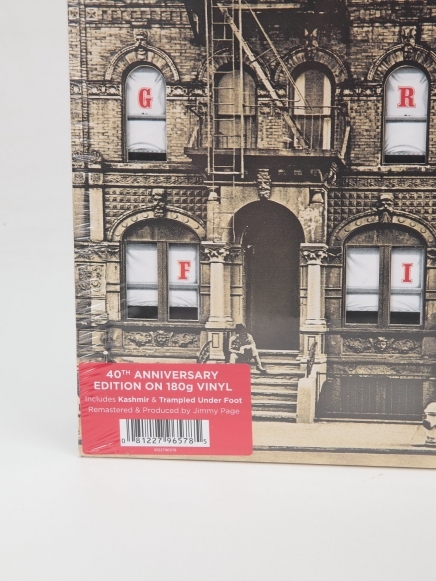 G R
F I
40TH ANNIVERSARY
EDITION ON 180g VINYL
Includes Kashmir & Trampled Under Foot
Remastered & Produced by Jimmy Page
0 81227 96578 5